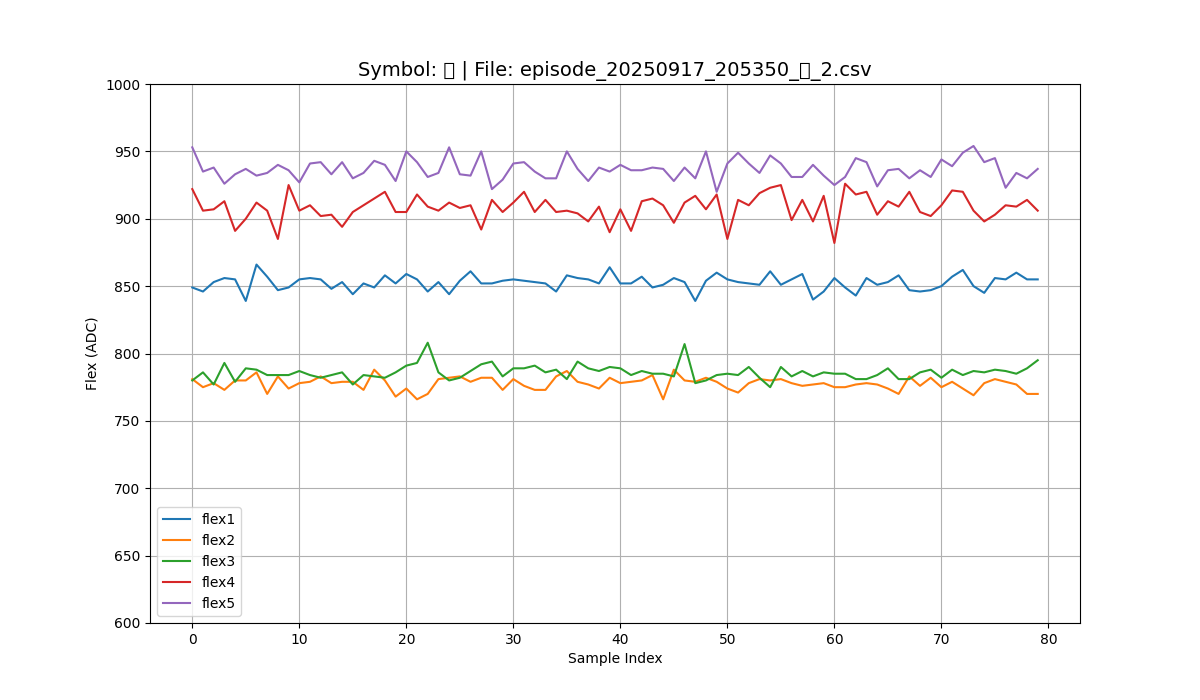 Symbol: | File: episode_20250917_205350_ _2.csv
1000
950
900
850
800
750
700
650
600
Flex (ADC)
flex1
flex2
flex3
flex4
flex5
0 10 20 30 40 50 60 70 80
Sample Index